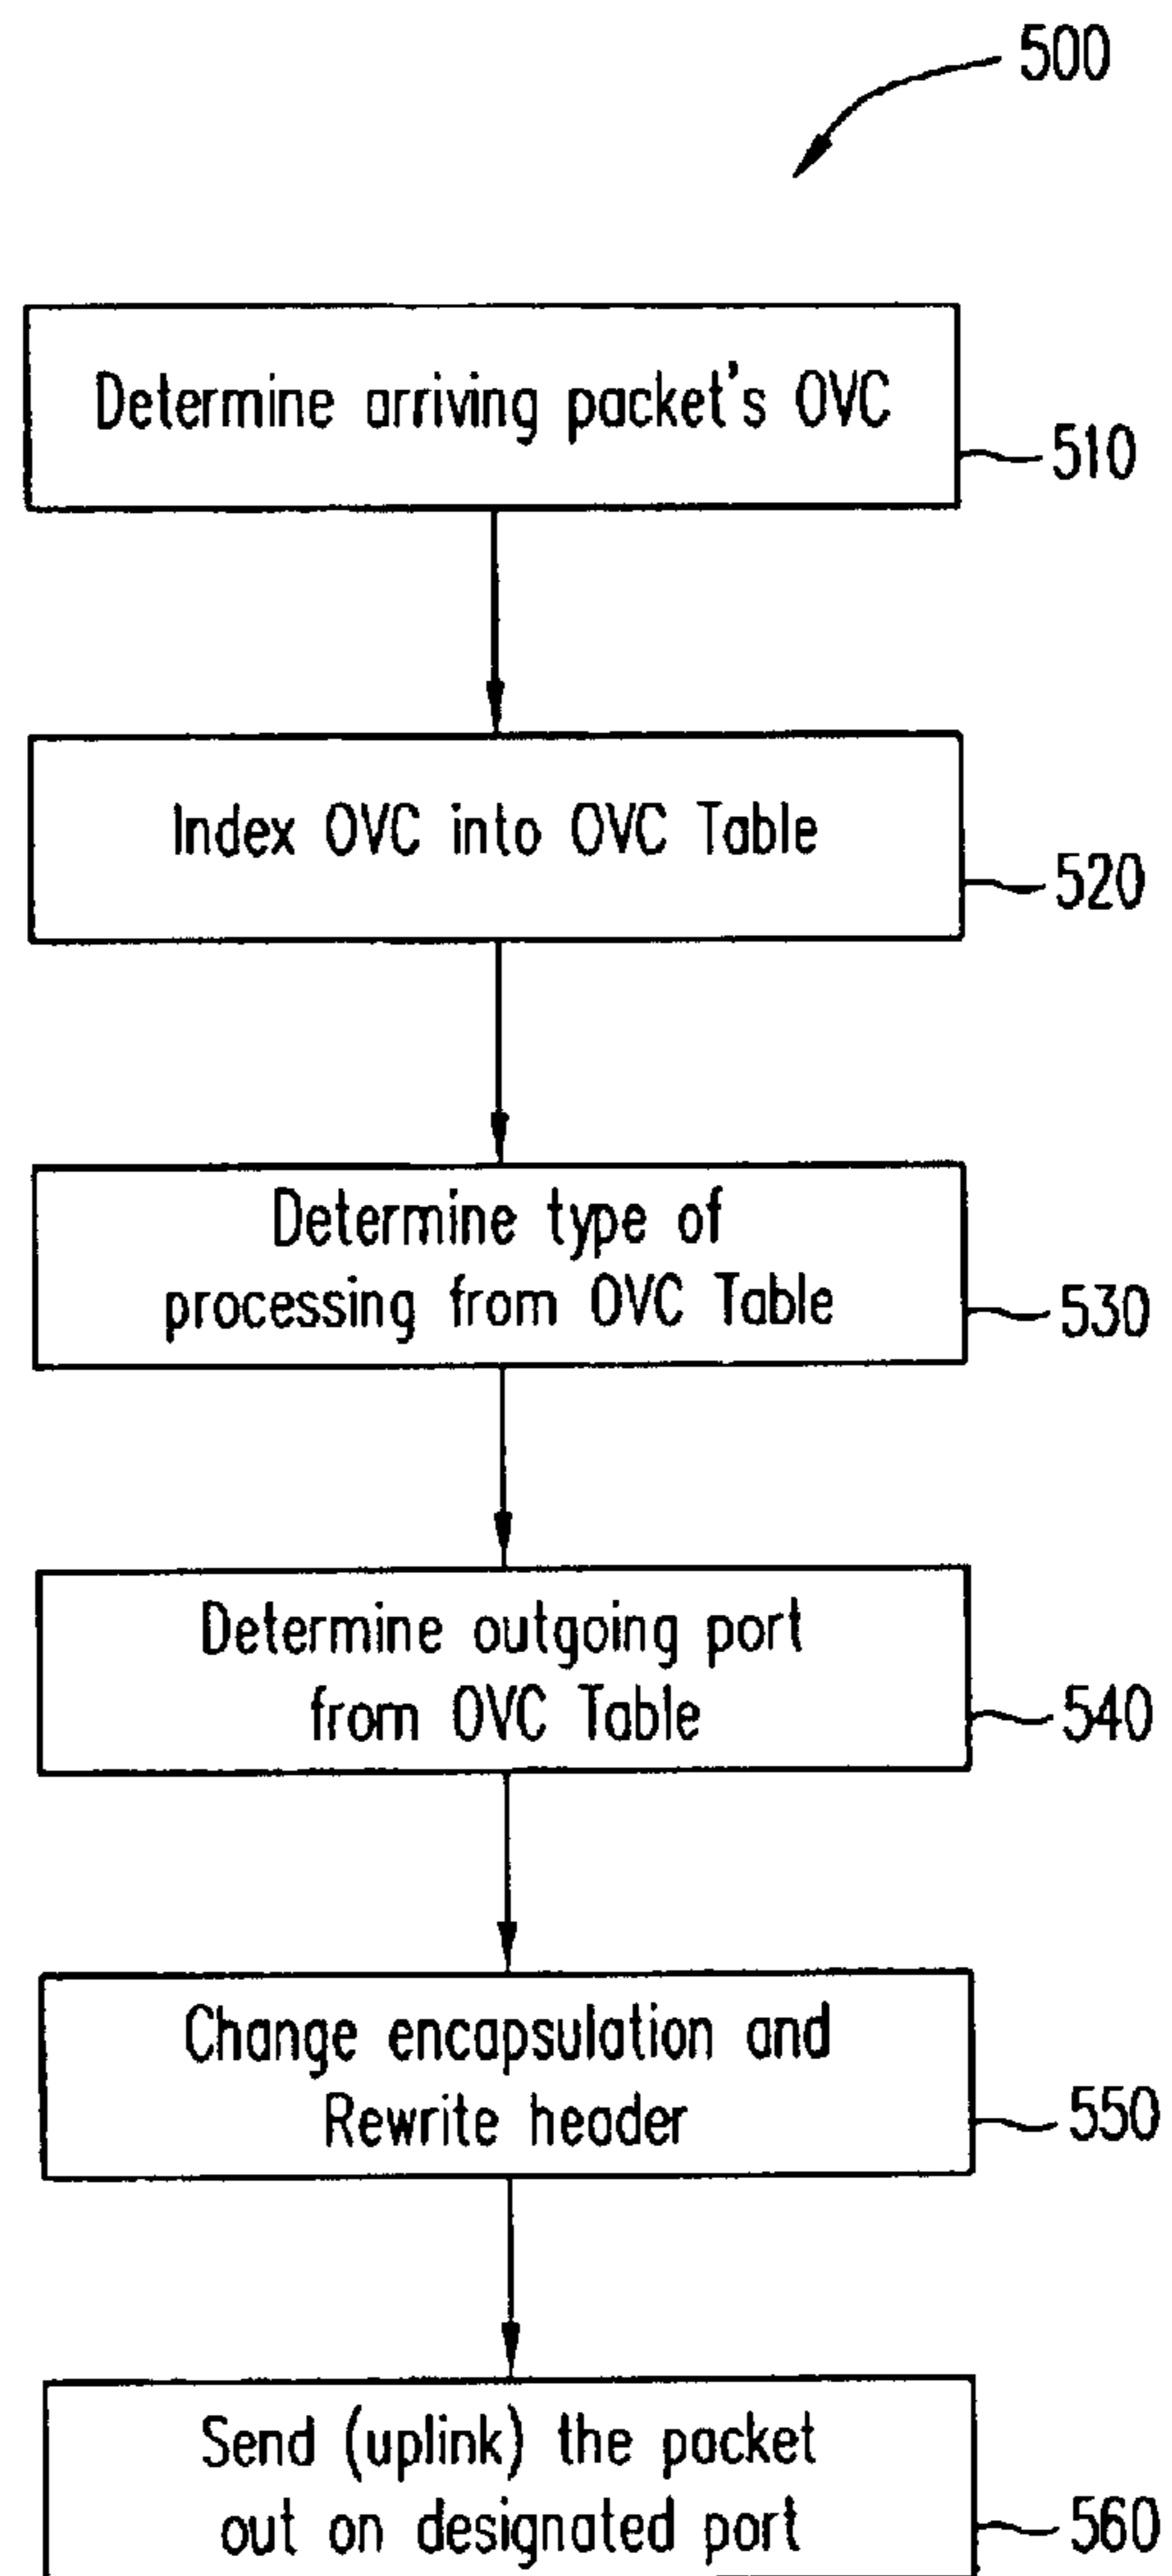 500
Determine arriving packet's OVC
510
Index OVC into OVC Table
520
Determine type of
processing from OVC Table
530
Determine outgoing port
from OVC Table
540
Change encapsulation and
Rewrite header
550
Send (uplink) the packet
out on designated port
560